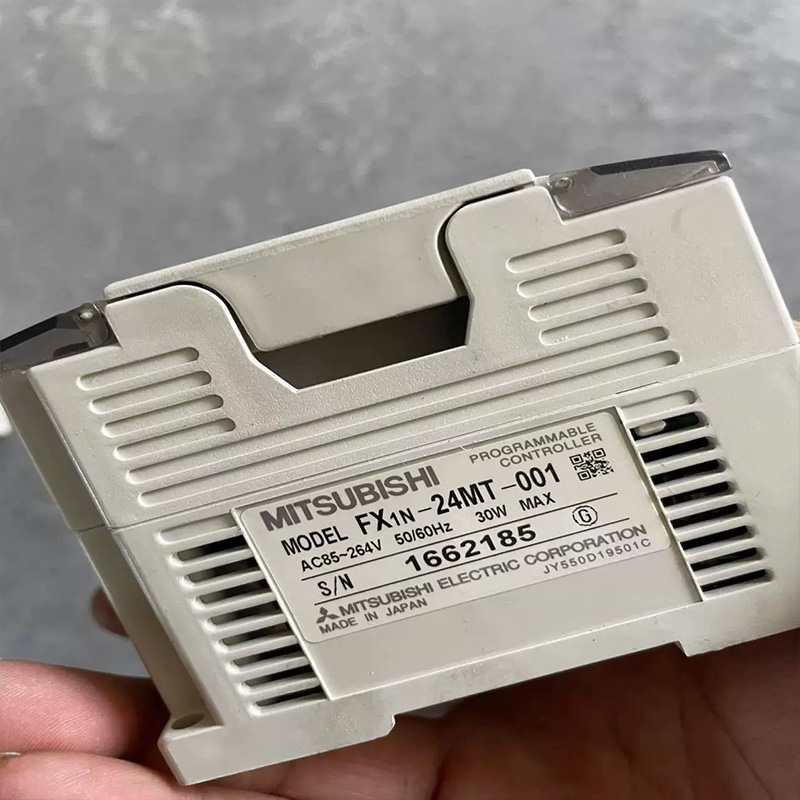 PROGRAMMABLE
CONTROLLER
MITSUBISHI
MODEL FX1N-24MT-001
AC85~264V 50/60Hz 30W MAX
S/N 1662185 G
MITSUBISHI ELECTRIC CORPORATION
MADE IN JAPAN JY550D19501C